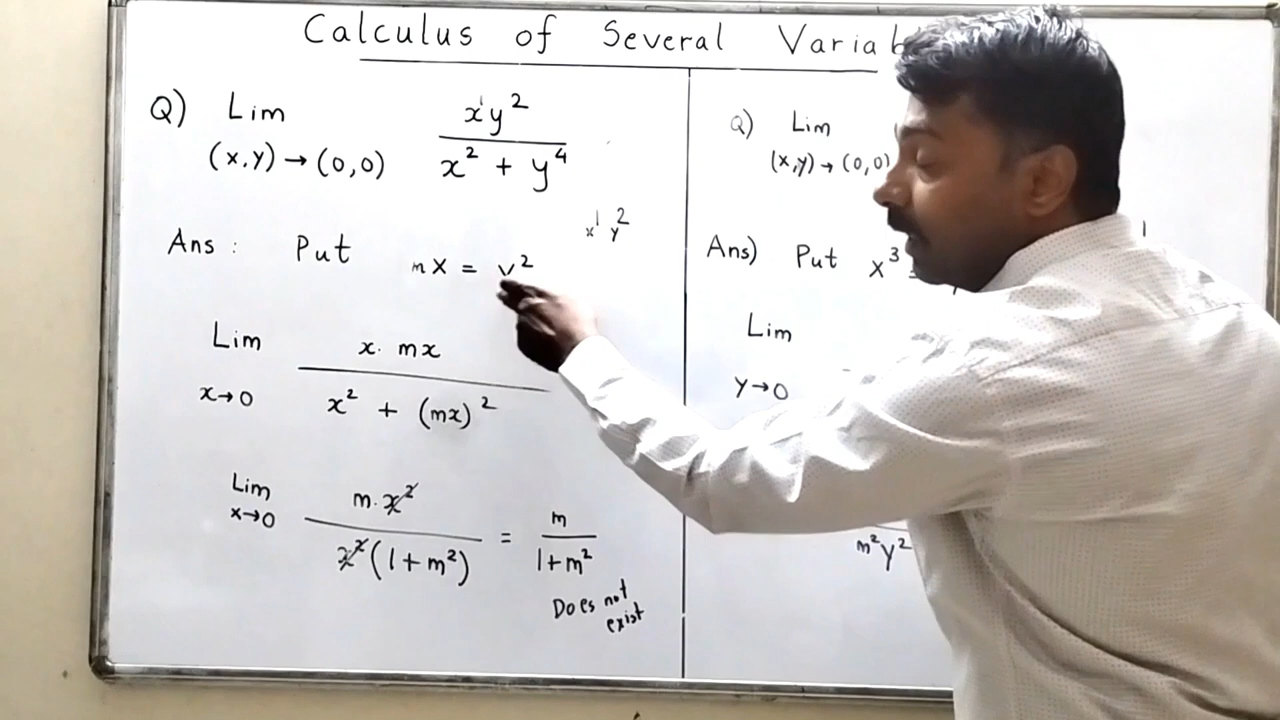 Calculus of Several Variab
Q) Lim x¹y²
(x,y)→(0,0) x² + y⁴
x¹ y²
Ans : Put mx = y²
Lim x. mx
x→0 x² + (mx)²
Lim m.x²
x→0 x²(1+m²) = m
1+m²
Does not
exist
Q) Lim
(x,y)→(0,0)
Ans) Put x³ =
Lim
y→0
m²y²